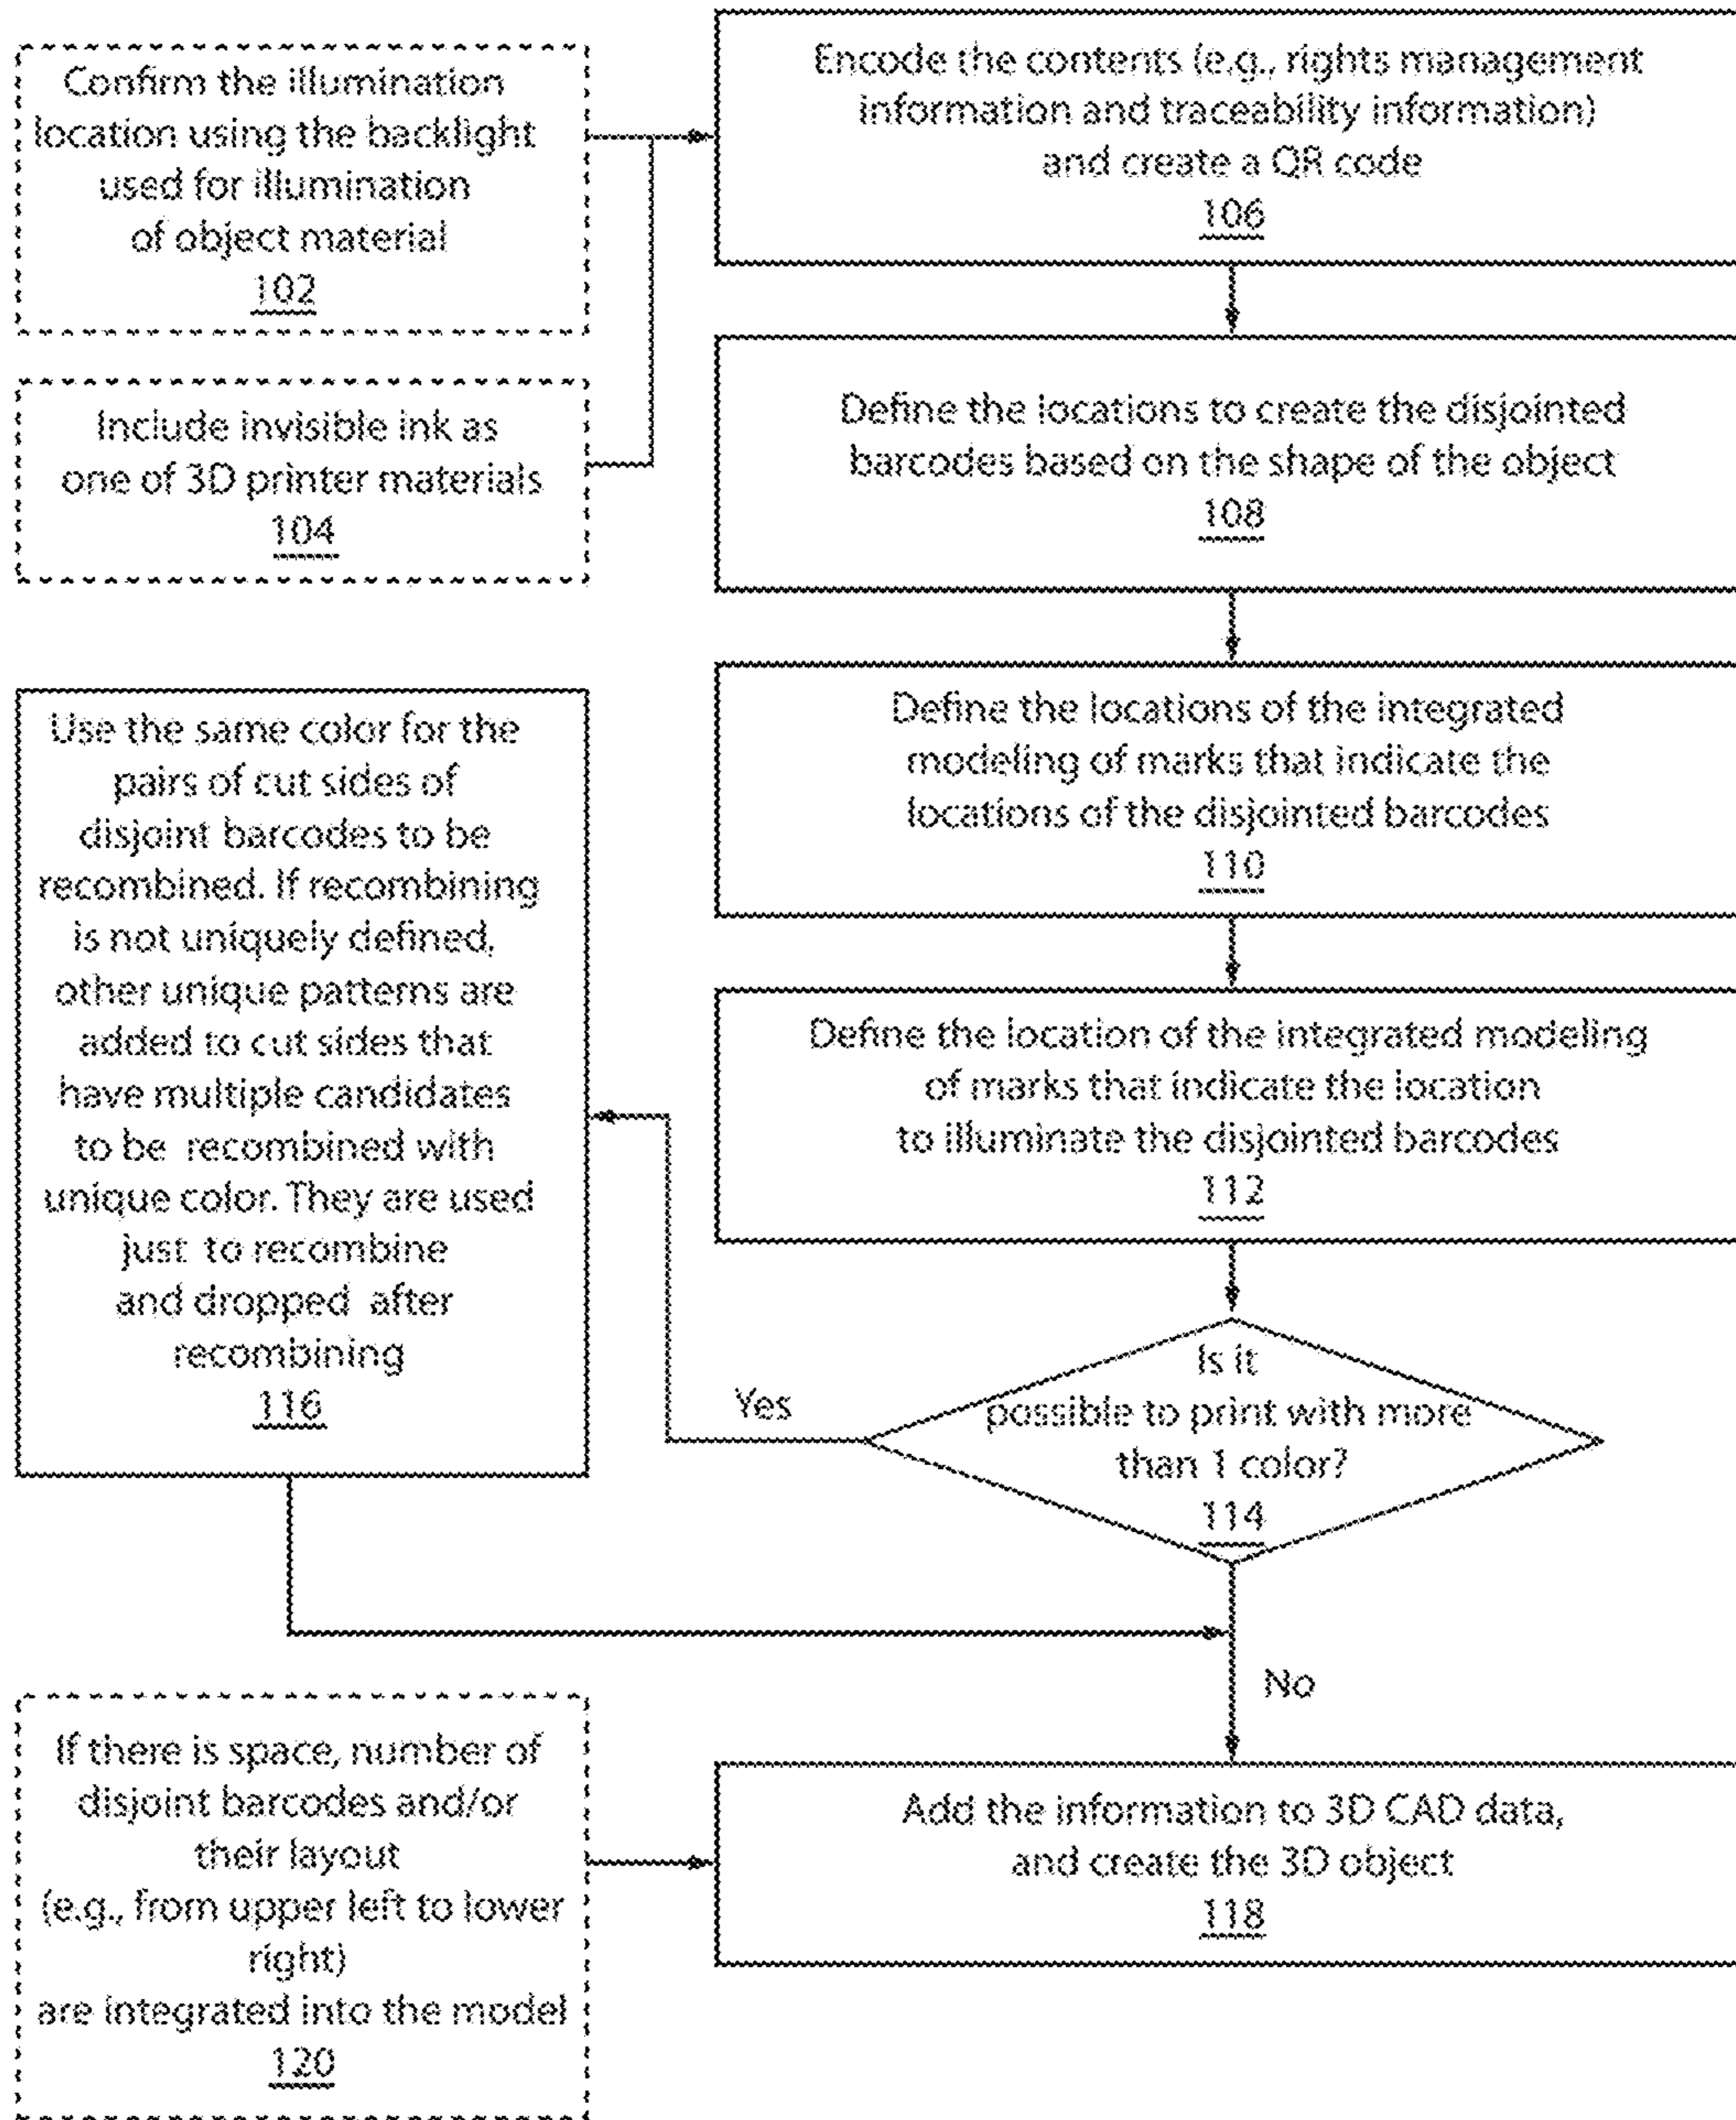 Confirm the illumination
location using the backlight
used for illumination
of object material
102
Include invisible ink as
one of 3D printer materials
104
Encode the contents (e.g., rights management
information and traceability information)
and create a QR code
106
Define the locations to create the disjointed
barcodes based on the shape of the object
108
Define the locations of the integrated
modeling of marks that indicate the
locations of the disjointed barcodes
110
Define the location of the integrated modeling
of marks that indicate the location
to illuminate the disjointed barcodes
112
Is it
possible to print with more
than 1 color?
114
Yes
Use the same color for the
pairs of cut sides of
disjoint barcodes to be
recombined. If recombining
is not uniquely defined,
other unique patterns are
added to cut sides that
have multiple candidates
to be recombined with
unique color. They are used
just to recombine
and dropped after
recombining
116
No
If there is space, number of
disjoint barcodes and/or
their layout
(e.g., from upper left to lower
right)
are integrated into the model
120
Add the information to 3D CAD data,
and create the 3D object
118